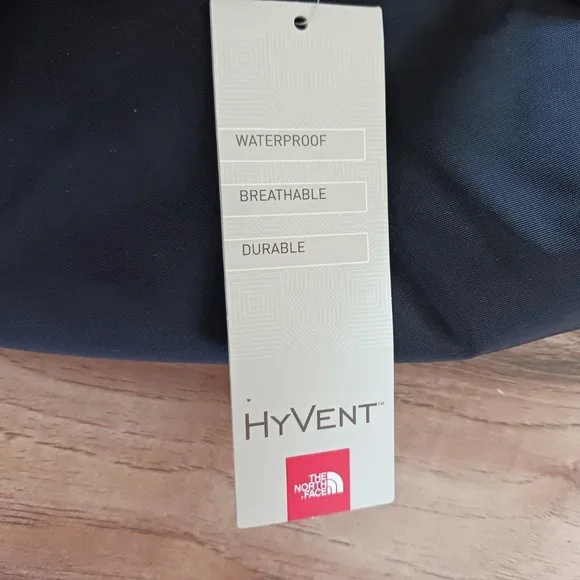 WATERPROOF
BREATHABLE
DURABLE
HYVENT™
THE
NORTH
FACE